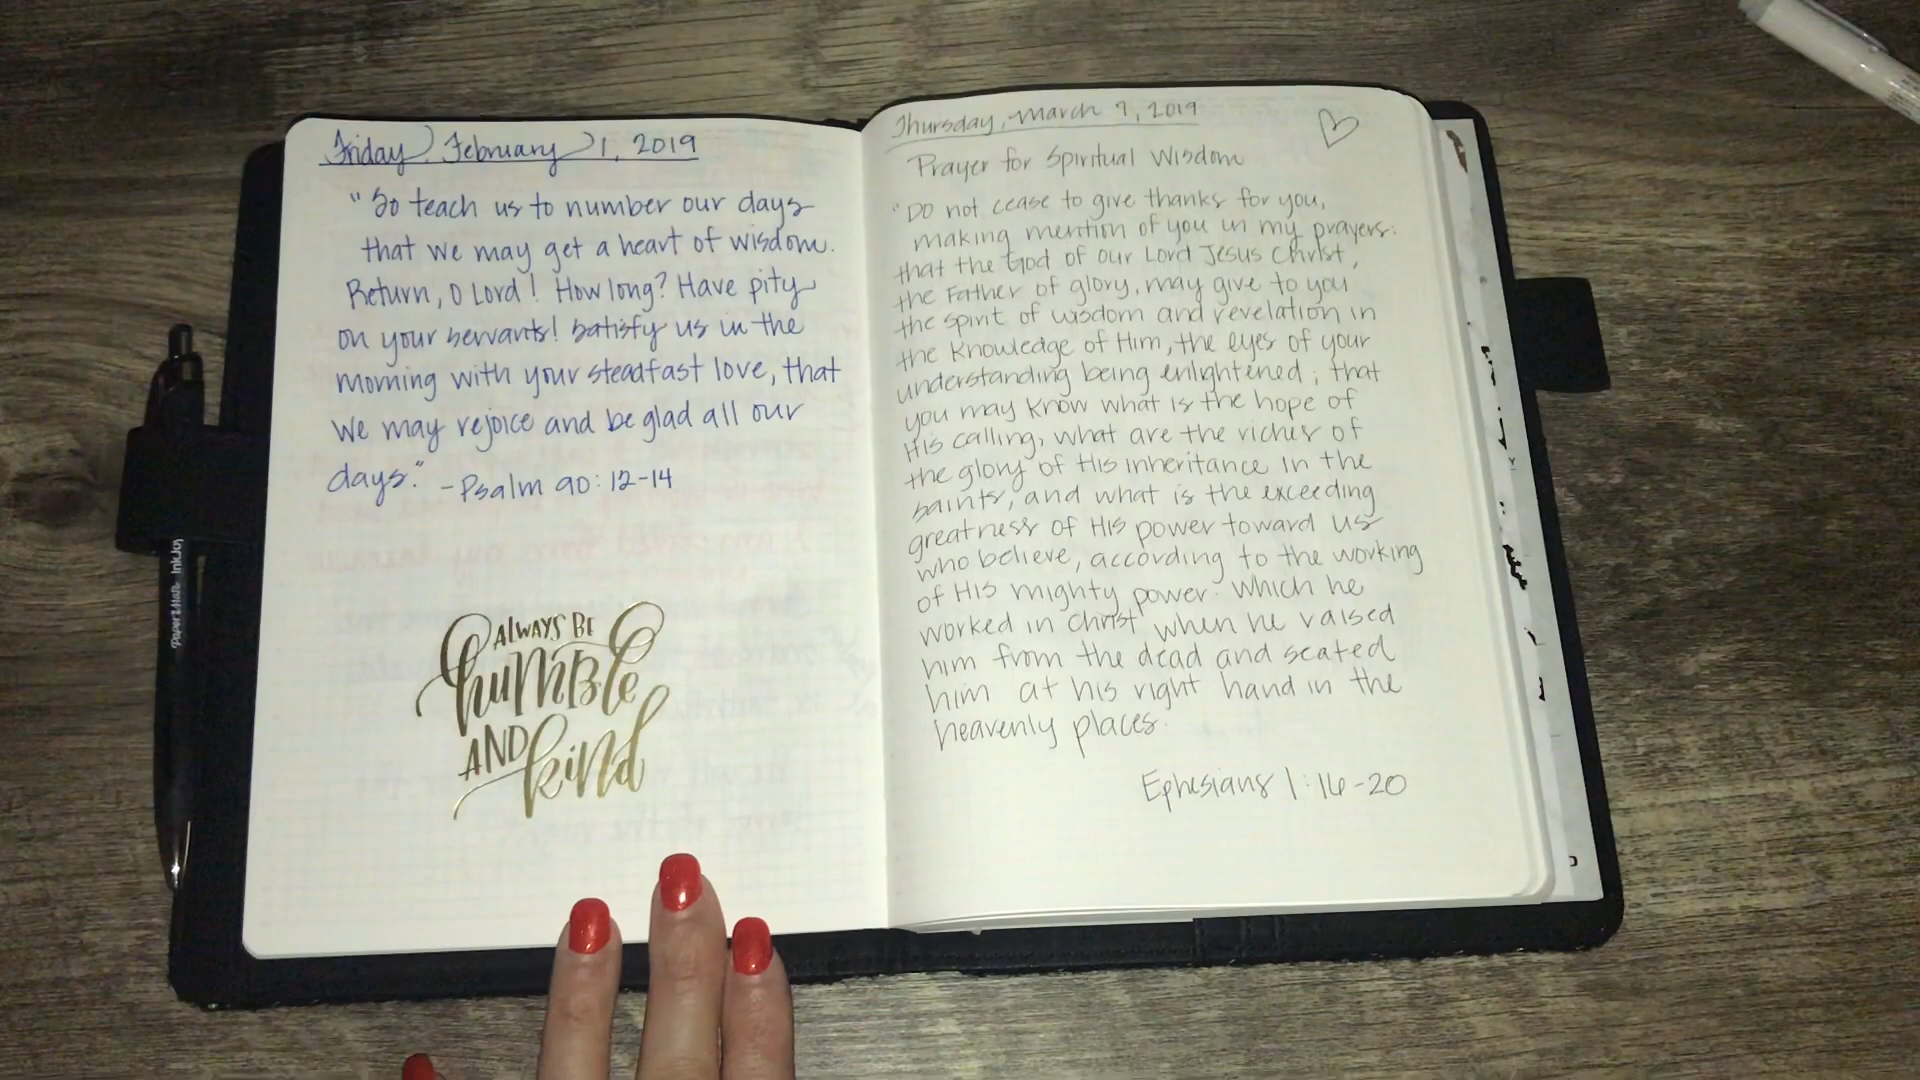 Friday, February 1, 2019
"So teach us to number our days
that we may get a heart of wisdom.
Return, O Lord! How long? Have pity
on your servants! Satisfy us in the
morning with your steadfast love, that
we may rejoice and be glad all our
days." -Psalm 90:12-14
ALWAYS BE
humBle
AND kind
Thursday, March 7, 2019
Prayer for Spiritual Wisdom
"Do not cease to give thanks for you,
making mention of you in my prayers:
that the God of our Lord Jesus Christ,
the Father of glory, may give to you
the spirit of wisdom and revelation in
the knowledge of Him, the eyes of your
understanding being enlightened; that
you may know what is the hope of
His calling, what are the riches of
the glory of His inheritance in the
saints, and what is the exceeding
greatness of His power toward us
who believe, according to the working
of His mighty power. Which he
worked in Christ when he raised
him from the dead and seated
him at his right hand in the
heavenly places.
Ephesians 1:16-20
PaperMate InkJoy